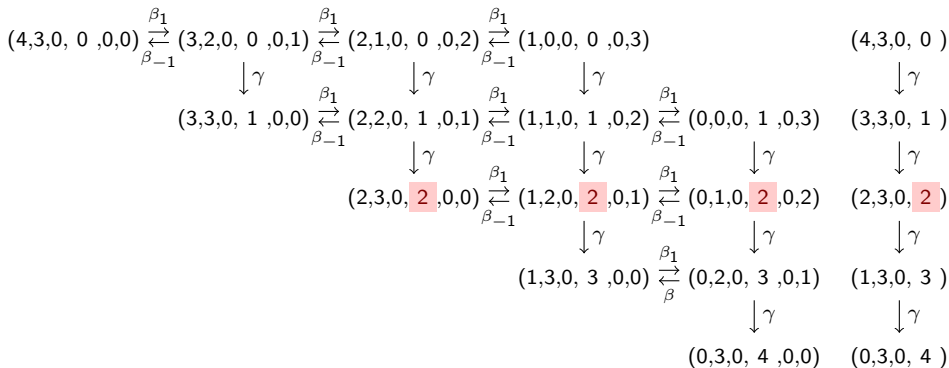 β₁ β₁ β₁
(4,3,0, 0 ,0,0) ⇄ (3,2,0, 0 ,0,1) ⇄ (2,1,0, 0 ,0,2) ⇄ (1,0,0, 0 ,0,3) (4,3,0, 0 )
β₋₁ β₋₁ β₋₁
↓ γ ↓ γ ↓ γ ↓ γ
β₁ β₁ β₁
(3,3,0, 1 ,0,0) ⇄ (2,2,0, 1 ,0,1) ⇄ (1,1,0, 1 ,0,2) ⇄ (0,0,0, 1 ,0,3) (3,3,0, 1 )
β₋₁ β₋₁ β₋₁
↓ γ ↓ γ ↓ γ ↓ γ
β₁ β₁
(2,3,0, 2 ,0,0) ⇄ (1,2,0, 2 ,0,1) ⇄ (0,1,0, 2 ,0,2) (2,3,0, 2 )
β₋₁ β₋₁
↓ γ ↓ γ ↓ γ
β₁
(1,3,0, 3 ,0,0) ⇄ (0,2,0, 3 ,0,1) (1,3,0, 3 )
β
↓ γ ↓ γ
(0,3,0, 4 ,0,0) (0,3,0, 4 )